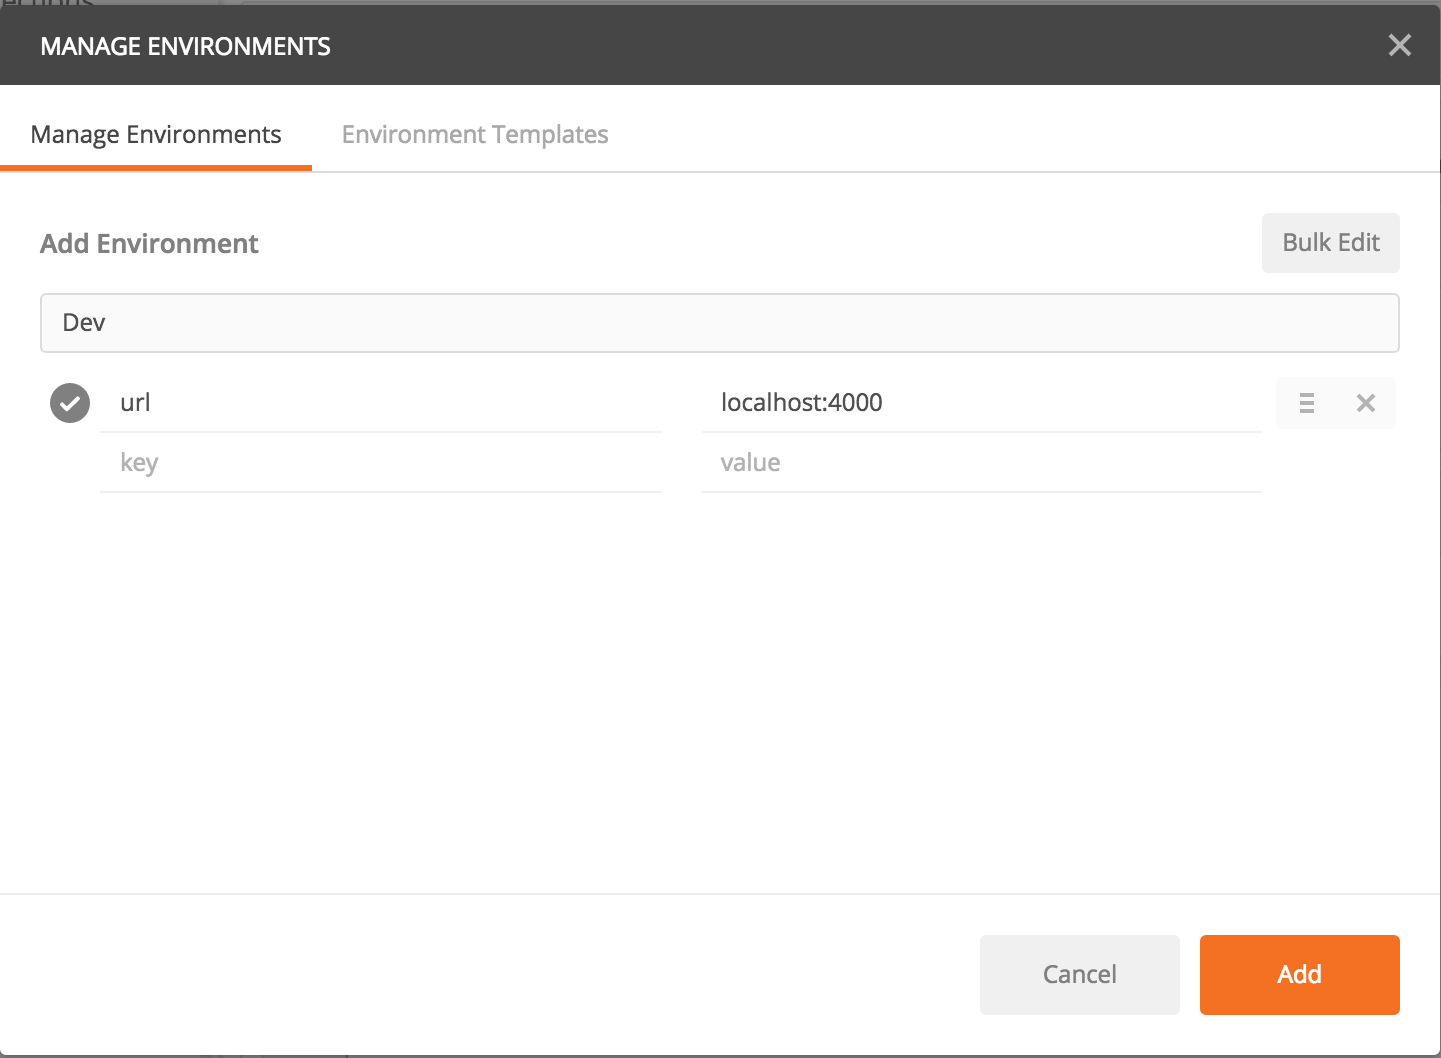 MANAGE ENVIRONMENTS
Manage Environments Environment Templates
Add Environment Bulk Edit
Dev
url localhost:4000
key value
Cancel Add